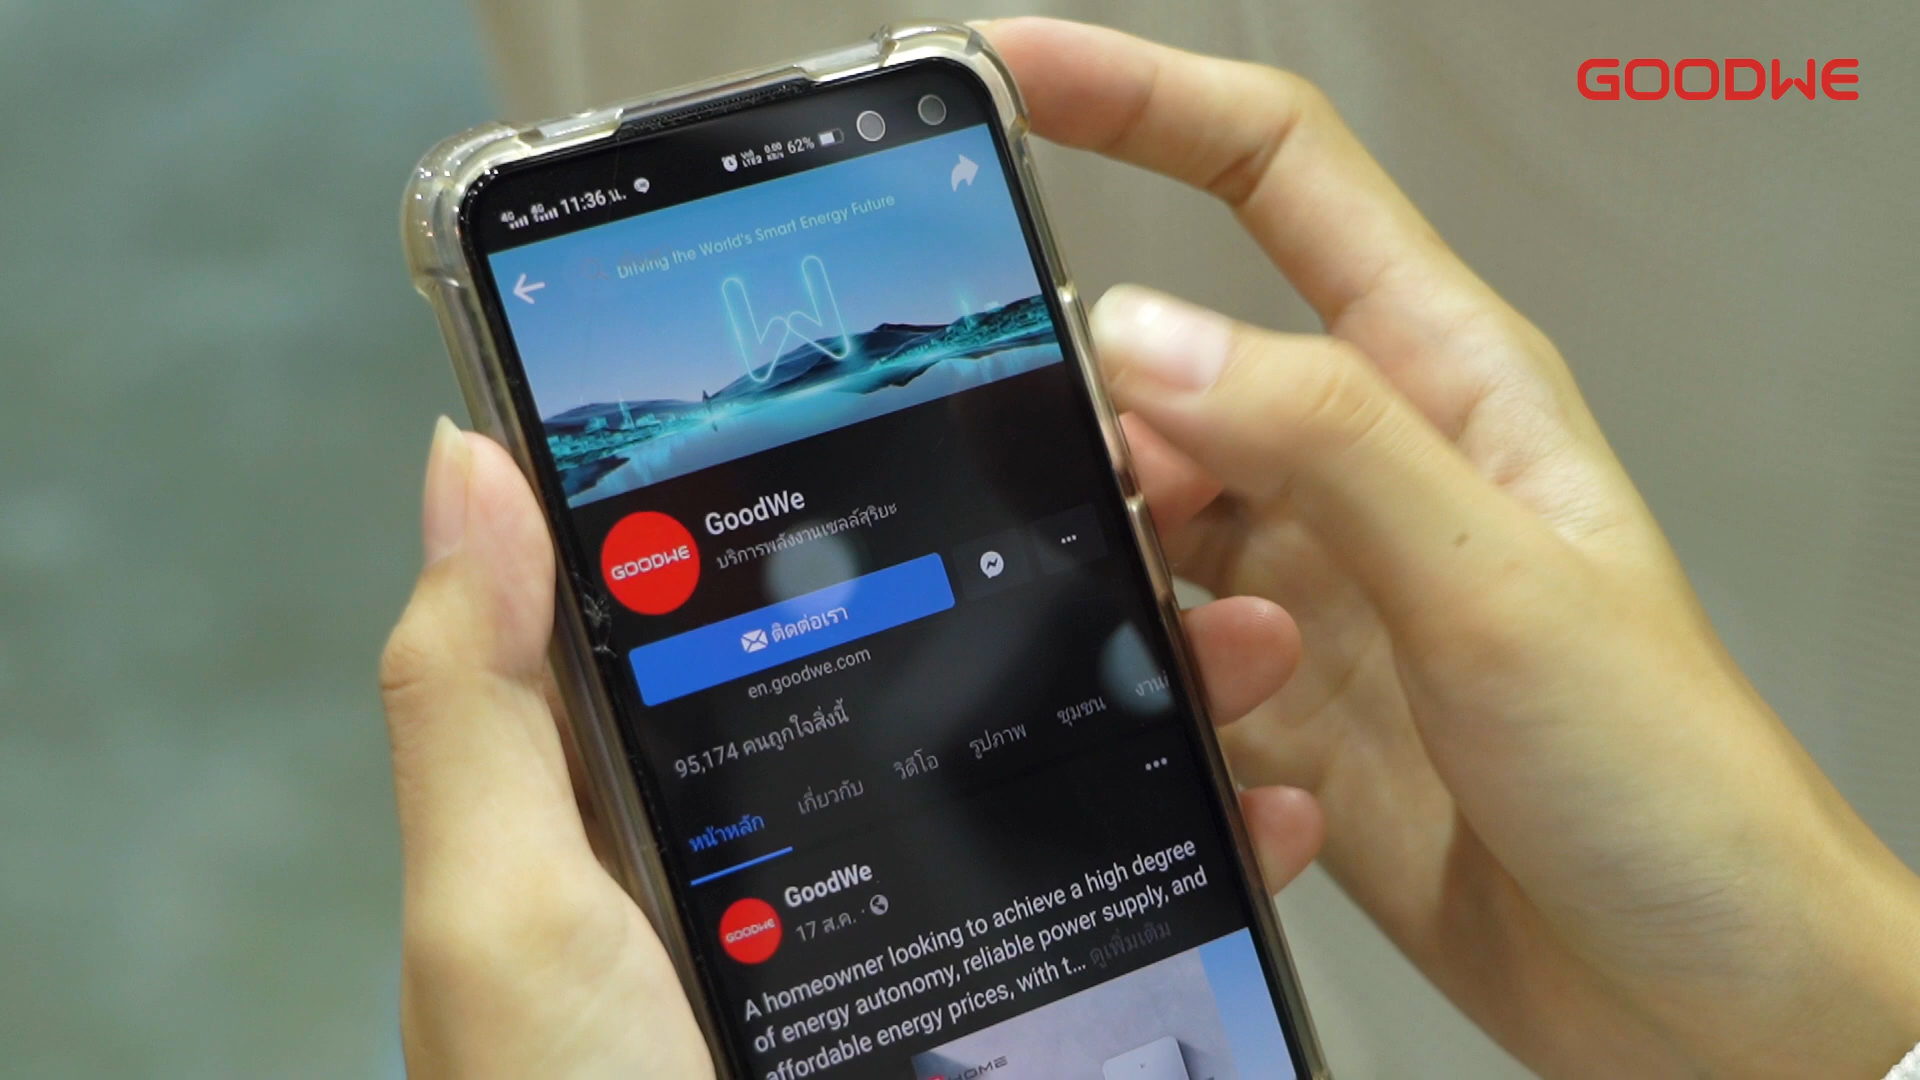 GOODWE
11:36 น.
62%
Driving the World's Smart Energy Future
GOODWE
GoodWe
บริการพลังงานเซลล์สุริยะ
ติดต่อเรา
en.goodwe.com
95,174 คนถูกใจสิ่งนี้
หน้าหลัก เกี่ยวกับ วิดีโอ รูปภาพ ชุมชน
GOODWE
GoodWe
17 ส.ค.
A homeowner looking to achieve a high degree
of energy autonomy, reliable power supply, and
affordable energy prices, with t... ดูเพิ่มเติม
HOME